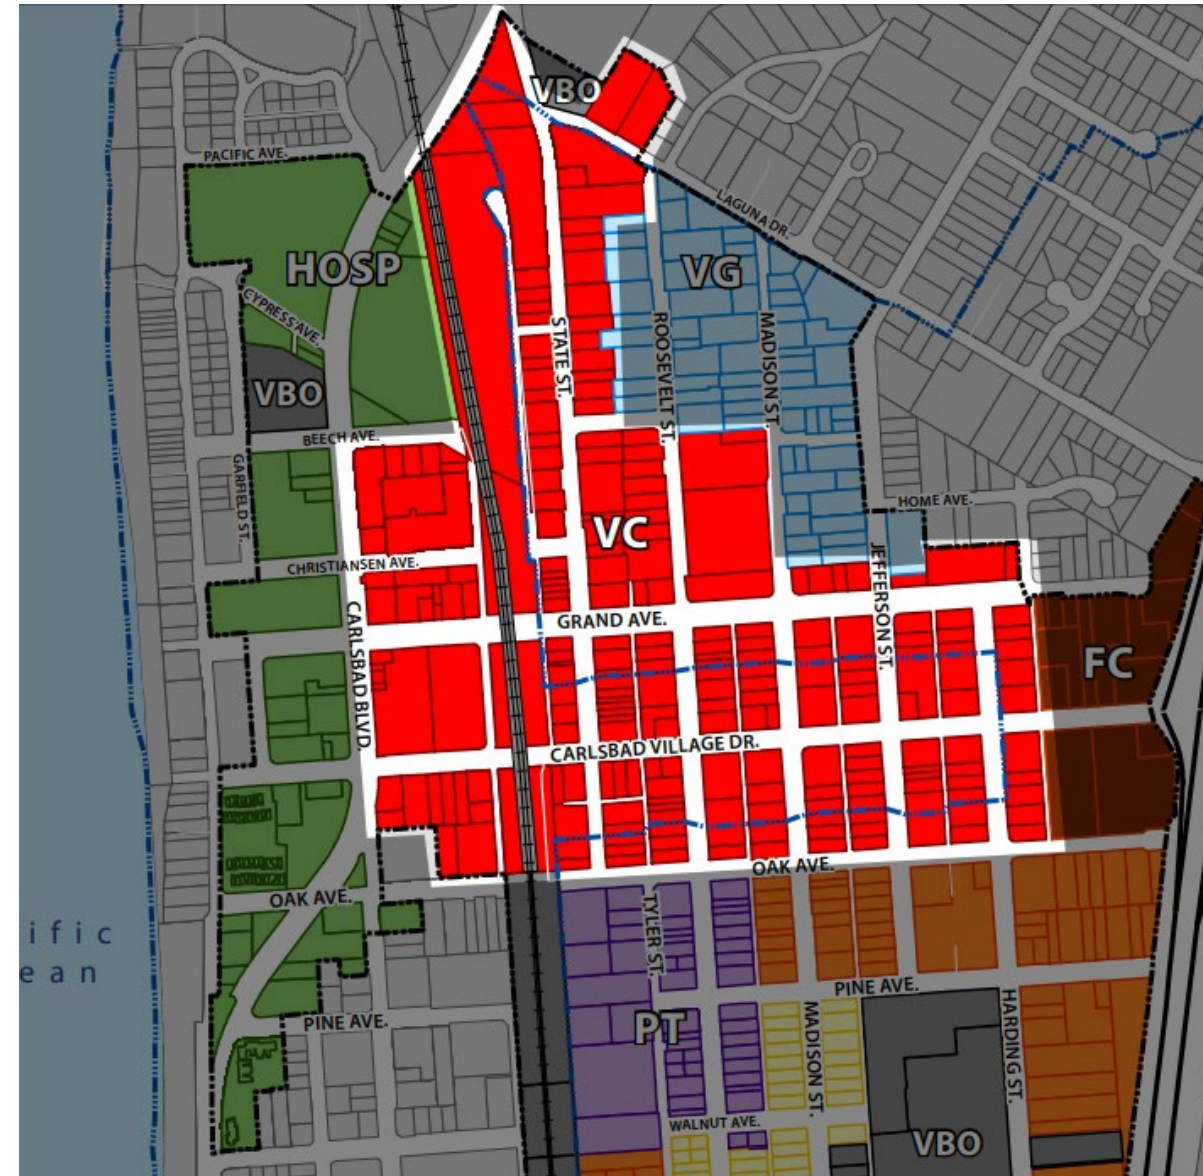 VBO
PACIFIC AVE.
LAGUNA DR.
HOSP
VG
CYPRESS AVE.
STATE ST.
ROOSEVELT ST.
MADISON ST.
VBO
BEECH AVE.
GARFIELD ST.
HOME AVE.
VC
CHRISTIANSEN AVE.
JEFFERSON ST.
CARLSBAD BLVD.
GRAND AVE.
FC
CARLSBAD VILLAGE DR.
OAK AVE.
OAK AVE.
TYLER ST.
ific
ean
PINE AVE.
PINE AVE.
PT
MADISON ST.
HARDING ST.
WALNUT AVE.
VBO